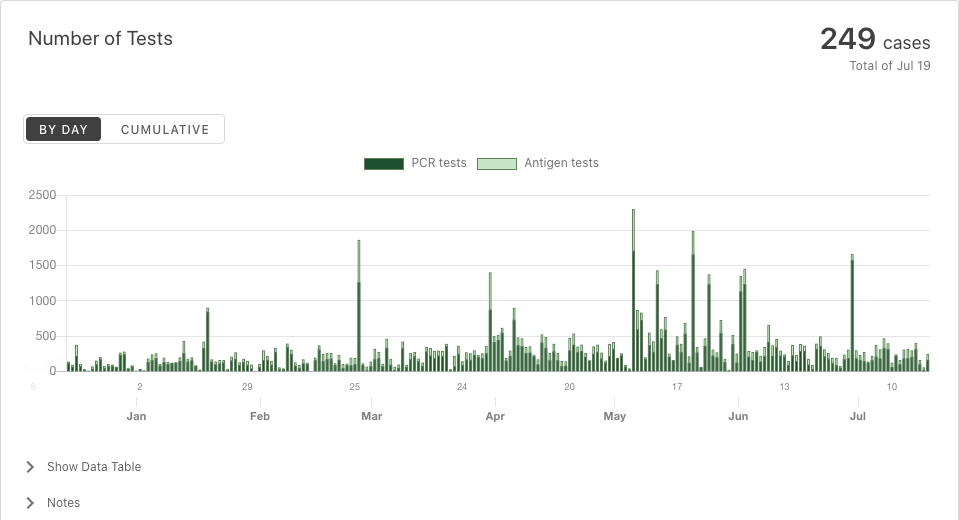 Number of Tests
249 cases
Total of Jul 19
BY DAY
CUMULATIVE
PCR tests
Antigen tests
2500
2000
1500
1000
500
0
6 2 29 25 24 20 17 13 10
Jan Feb Mar Apr May Jun Jul
Show Data Table
Notes